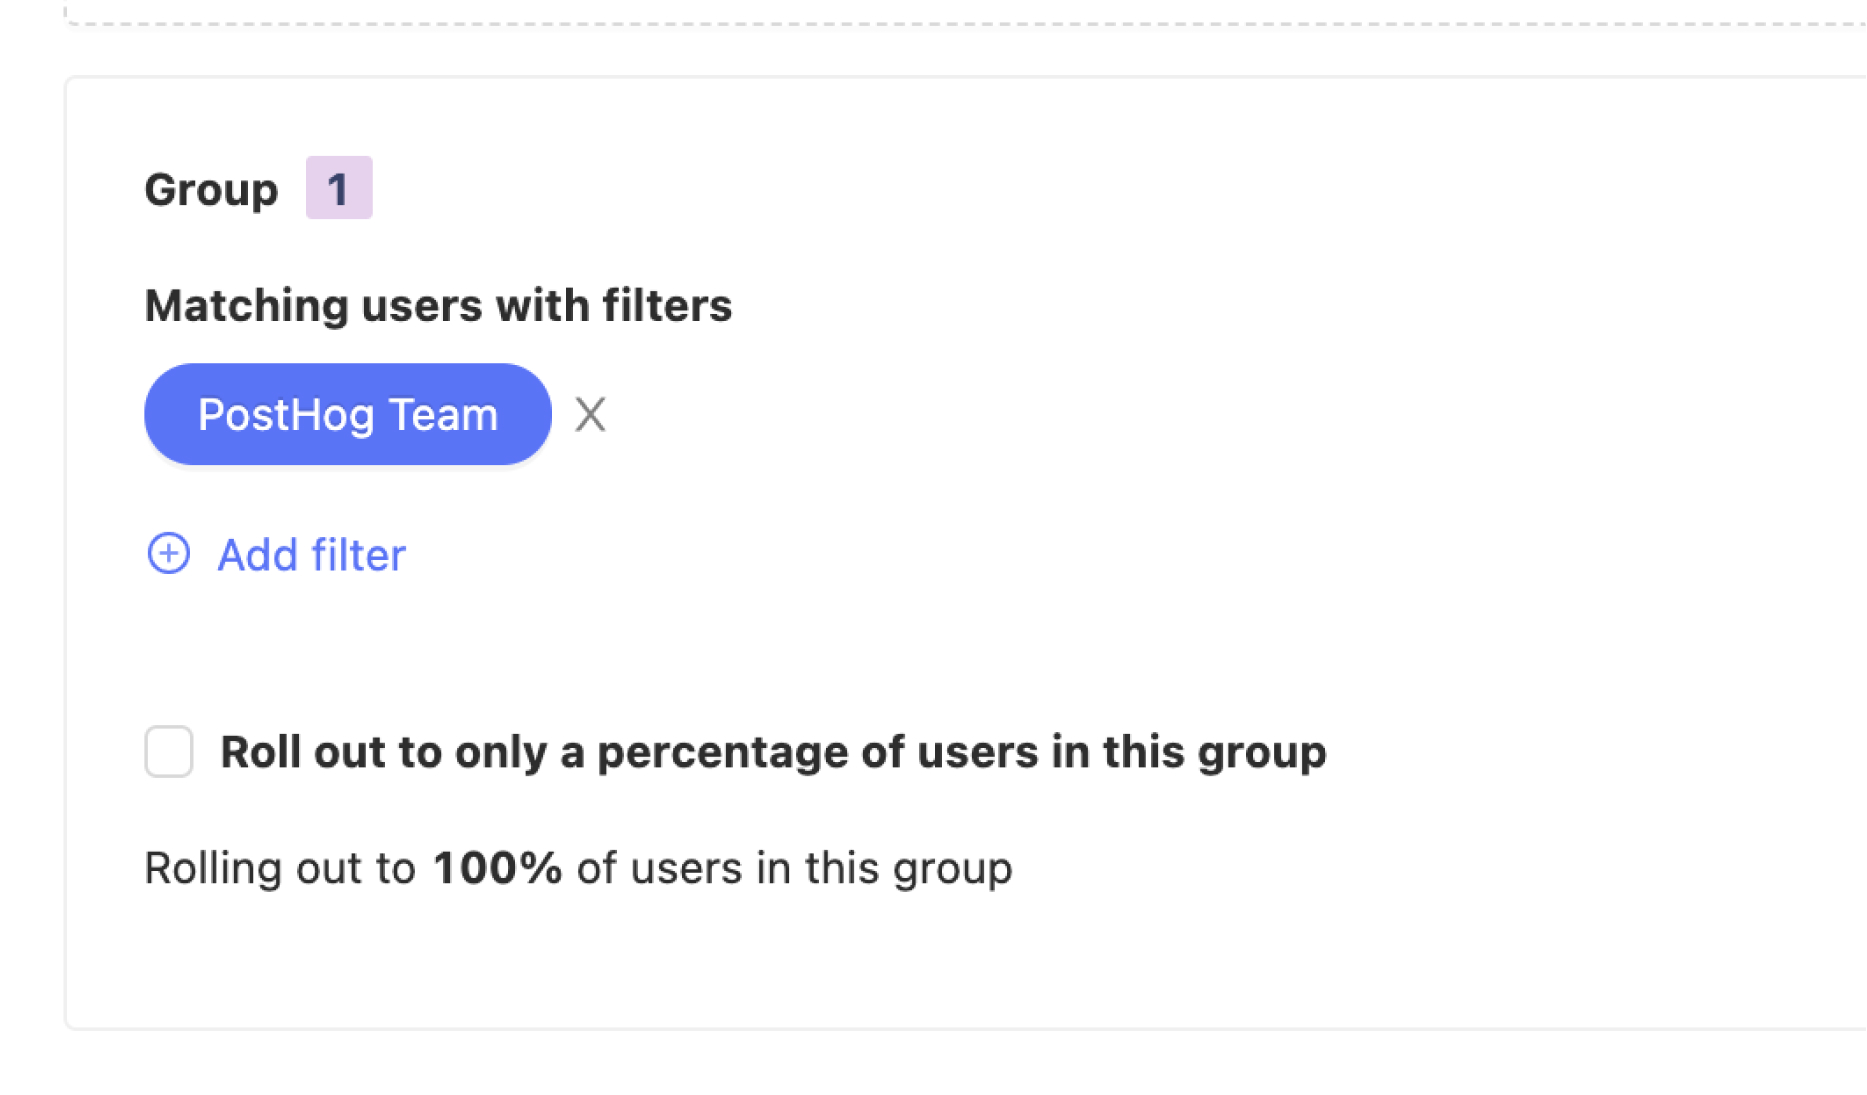 Group 1
Matching users with filters
PostHog Team X
Add filter
Roll out to only a percentage of users in this group
Rolling out to 100% of users in this group